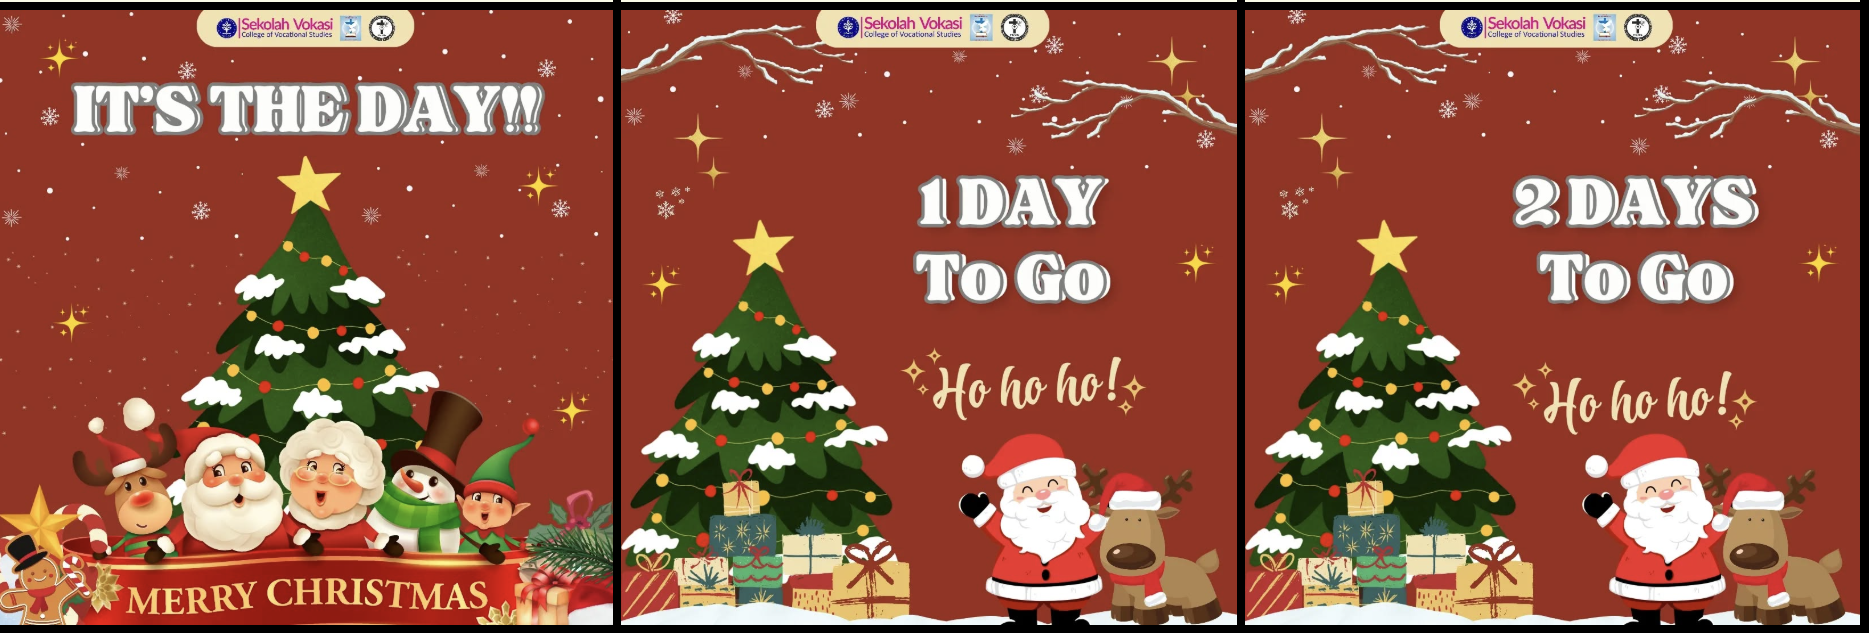 Sekolah Vokasi
College of Vocational Studies
IT'S THE DAY!!
MERRY CHRISTMAS
Sekolah Vokasi
College of Vocational Studies
1 DAY
To Go
Ho ho ho!
Sekolah Vokasi
College of Vocational Studies
2 DAYS
To Go
Ho ho ho!